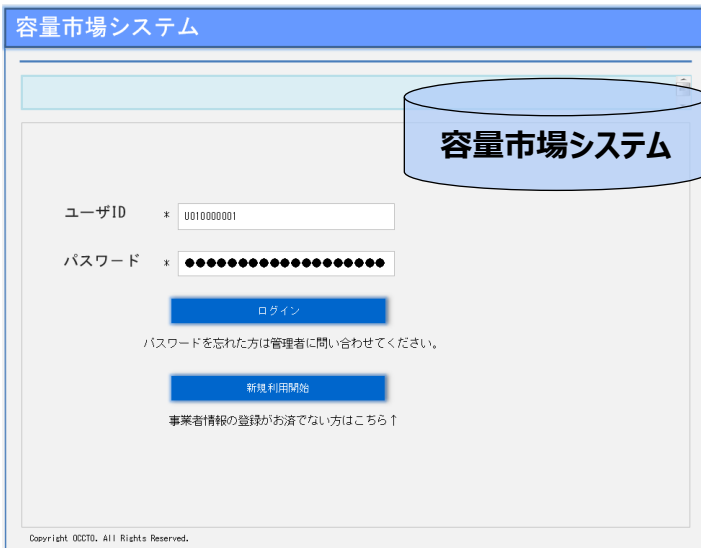 容量市場システム
容量市場システム
ユーザID * U010000001
パスワード * ●●●●●●●●●●●●●●●●●●●
ログイン
パスワードを忘れた方は管理者に問い合わせてください。
新規利用開始
事業者情報の登録がお済でない方はこちら↑
Copyright OCCTO. All Rights Reserved.